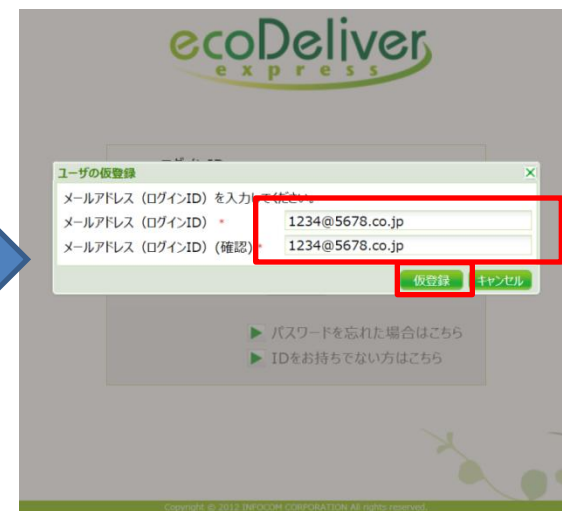 ecoDeliver
express
ユーザの仮登録
メールアドレス（ログインID）を入力してください。
メールアドレス（ログインID） * 1234@5678.co.jp
メールアドレス（ログインID）(確認) * 1234@5678.co.jp
仮登録 キャンセル
パスワードを忘れた場合はこちら
IDをお持ちでない方はこちら
Copyright © 2012 INFOCOM CORPORATION All rights reserved.